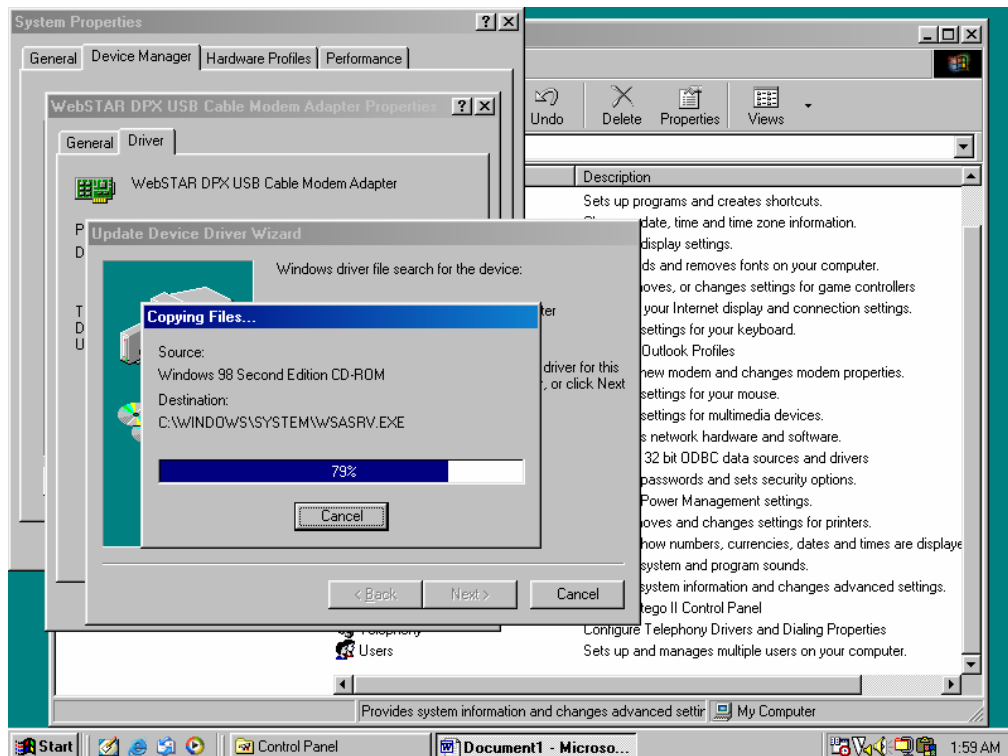 System Properties
General Device Manager Hardware Profiles Performance
WebSTAR DPX USB Cable Modem Adapter Properties
General Driver
WebSTAR DPX USB Cable Modem Adapter
P
D
T
D
U
Update Device Driver Wizard
Windows driver file search for the device:
ter
driver for this
, or click Next
Copying Files...
Source:
Windows 98 Second Edition CD-ROM
Destination:
C:\WINDOWS\SYSTEM\WSASRV.EXE
79%
Cancel
< Back Next > Cancel
Undo Delete Properties Views
Description
Sets up programs and creates shortcuts.
date, time and time zone information.
display settings.
ds and removes fonts on your computer.
oves, or changes settings for game controllers
your Internet display and connection settings.
settings for your keyboard.
Outlook Profiles
new modem and changes modem properties.
settings for your mouse.
settings for multimedia devices.
s network hardware and software.
32 bit ODBC data sources and drivers
passwords and sets security options.
Power Management settings.
oves and changes settings for printers.
how numbers, currencies, dates and times are displaye
system and program sounds.
system information and changes advanced settings.
tego II Control Panel
Telephony Configure Telephony Drivers and Dialing Properties
Users Sets up and manages multiple users on your computer.
Provides system information and changes advanced settir My Computer
Start Control Panel Document1 - Microso... 1:59 AM